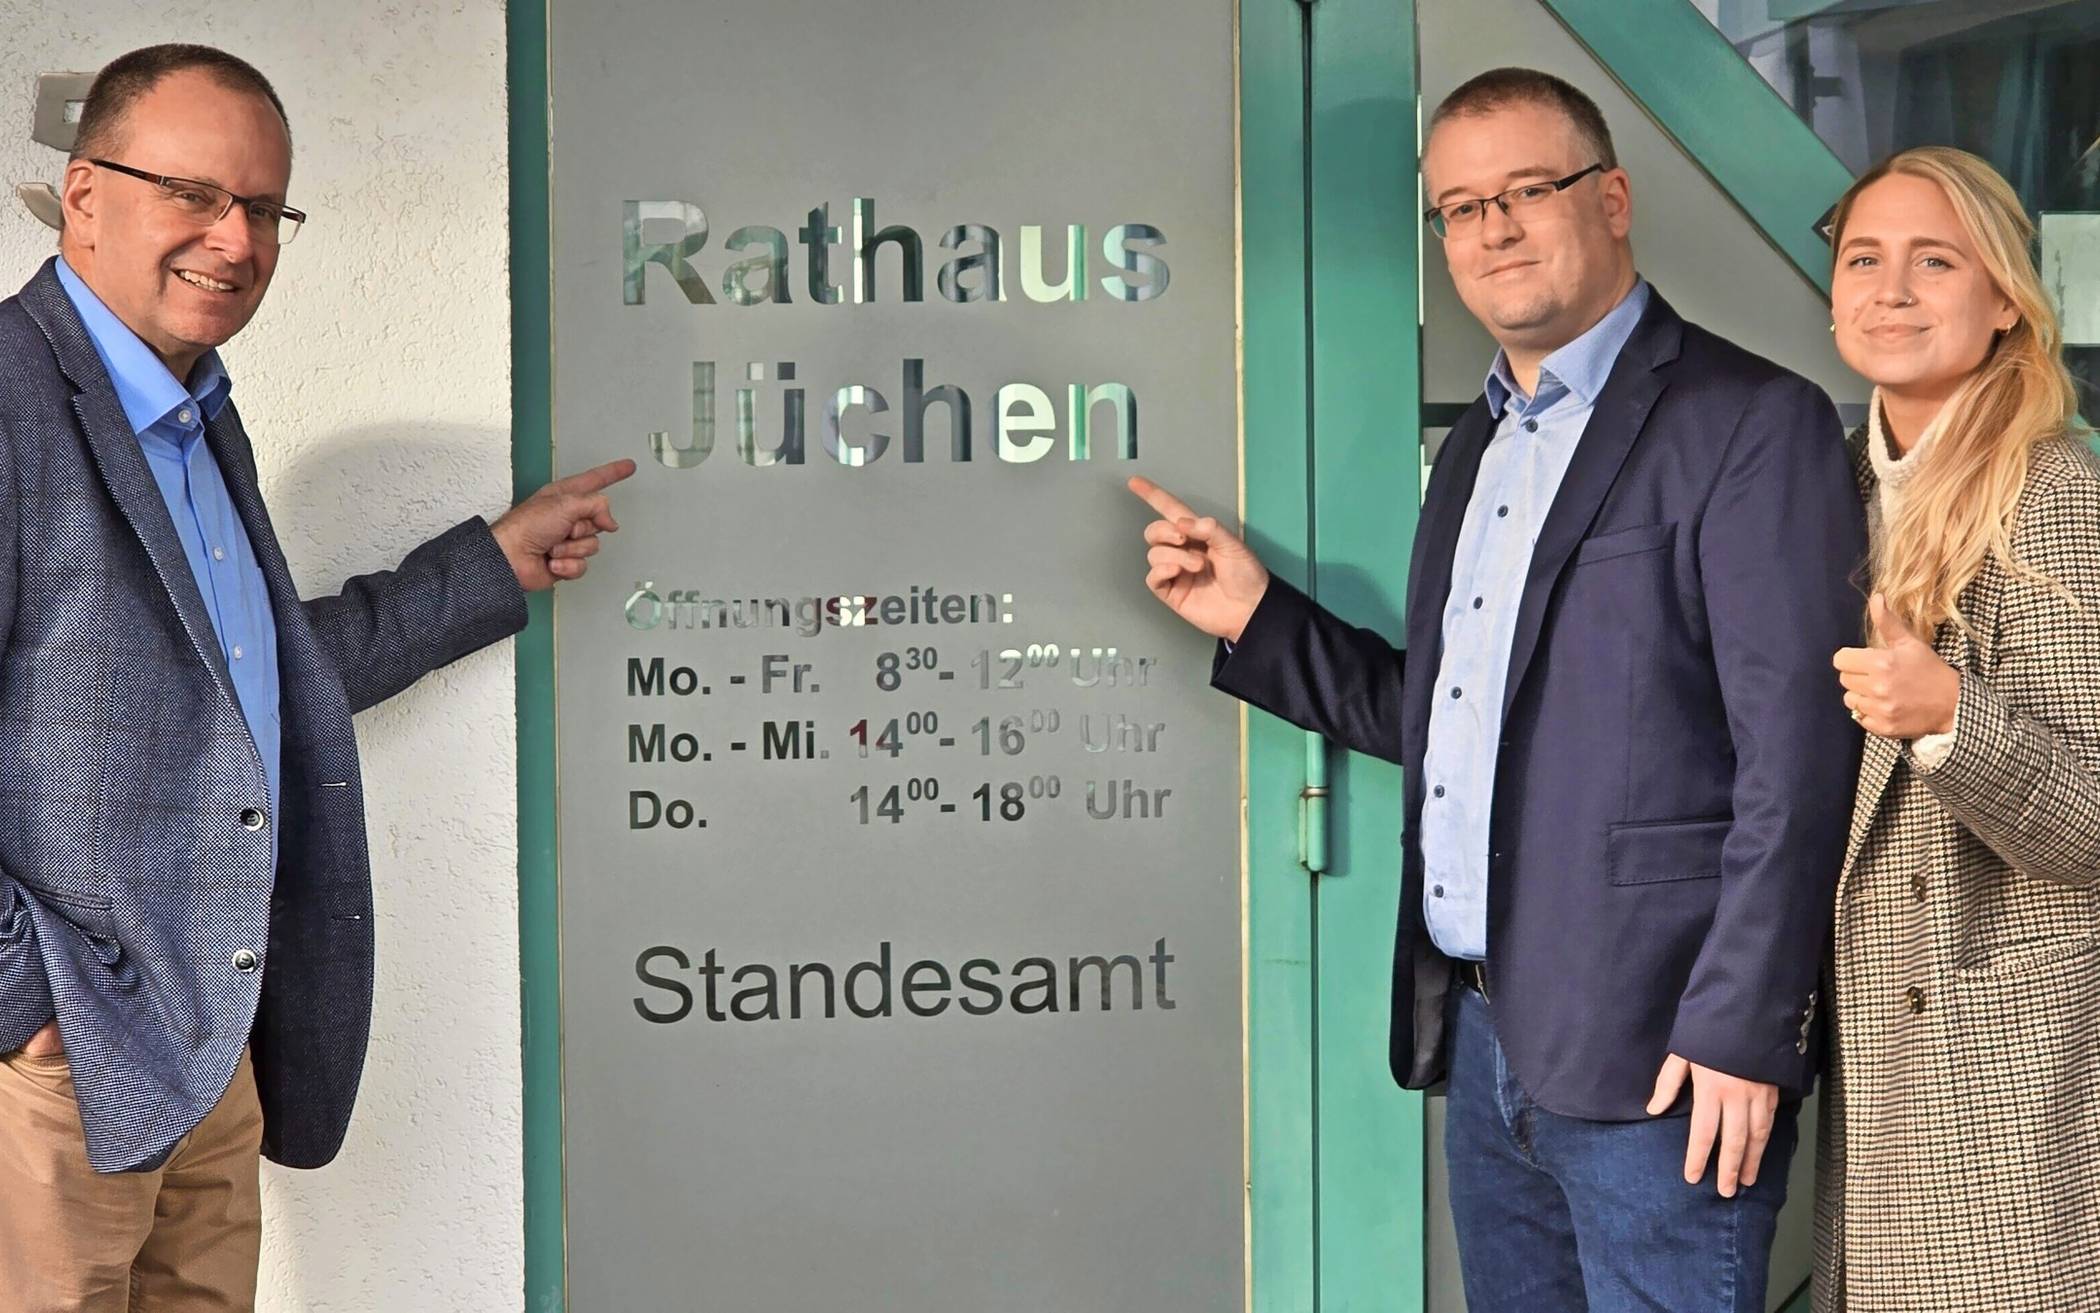 Rathaus
Jüchen
Öffnungszeiten:
Mo. - Fr. 8³⁰- 12⁰⁰ Uhr
Mo. - Mi. 14⁰⁰- 16⁰⁰ Uhr
Do. 14⁰⁰- 18⁰⁰ Uhr
Standesamt